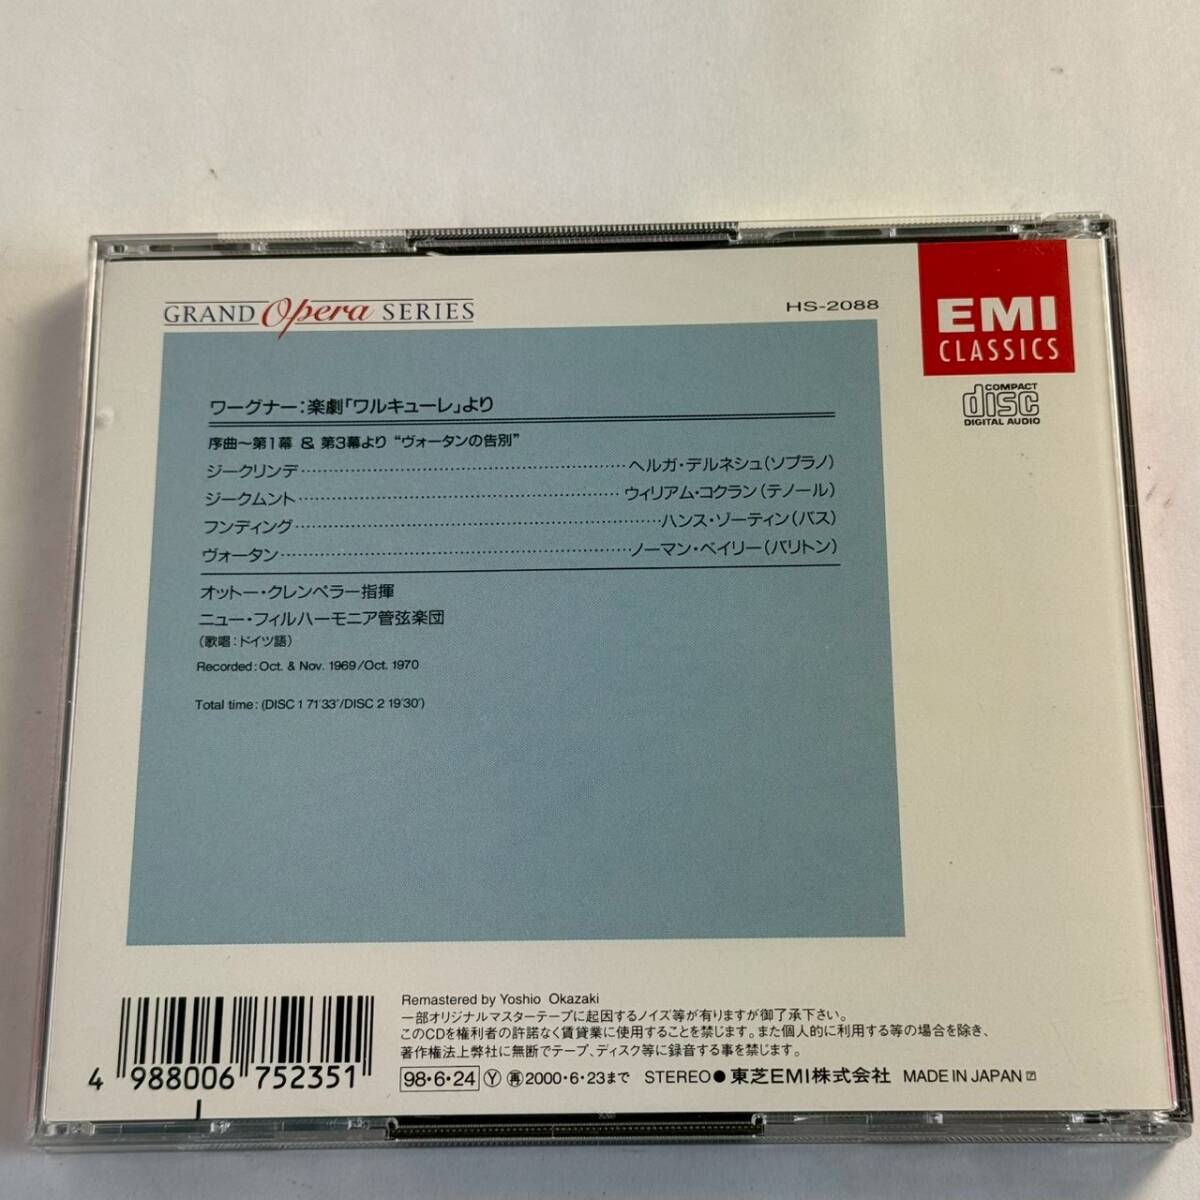 GRAND Opera SERIES
HS-2088
EMI
CLASSICS
COMPACT
disc
DIGITAL AUDIO
ワーグナー：楽劇「ワルキューレ」より
序曲～第1幕 & 第3幕より “ヴォータンの告別”
ジークリンデ……………………………ヘルガ・デルネシュ（ソプラノ）
ジークムント……………………………ウィリアム・コクラン（テノール）
フンディング……………………………ハンス・ゾーティン（バス）
ヴォータン……………………………ノーマン・ベイリー（バリトン）
オットー・クレンペラー指揮
ニュー・フィルハーモニア管弦楽団
（歌唱：ドイツ語）
Recorded: Oct. & Nov. 1969/Oct. 1970
Total time: (DISC 1 71'33"/DISC 2 19'30")
Remastered by Yoshio Okazaki
一部オリジナルマスターテープに起因するノイズ等が有りますが御了承下さい。
このCDを権利者の許諾なく賃貸業に使用することを禁じます。また個人的に利用する等の場合を除き、
著作権法上弊社に無断でテープ、ディスク等に録音する事を禁じます。
98・6・24 Ⓨ ㊢2000・6・23まで STEREO● 東芝EMI株式会社 MADE IN JAPAN
4 988006 752351